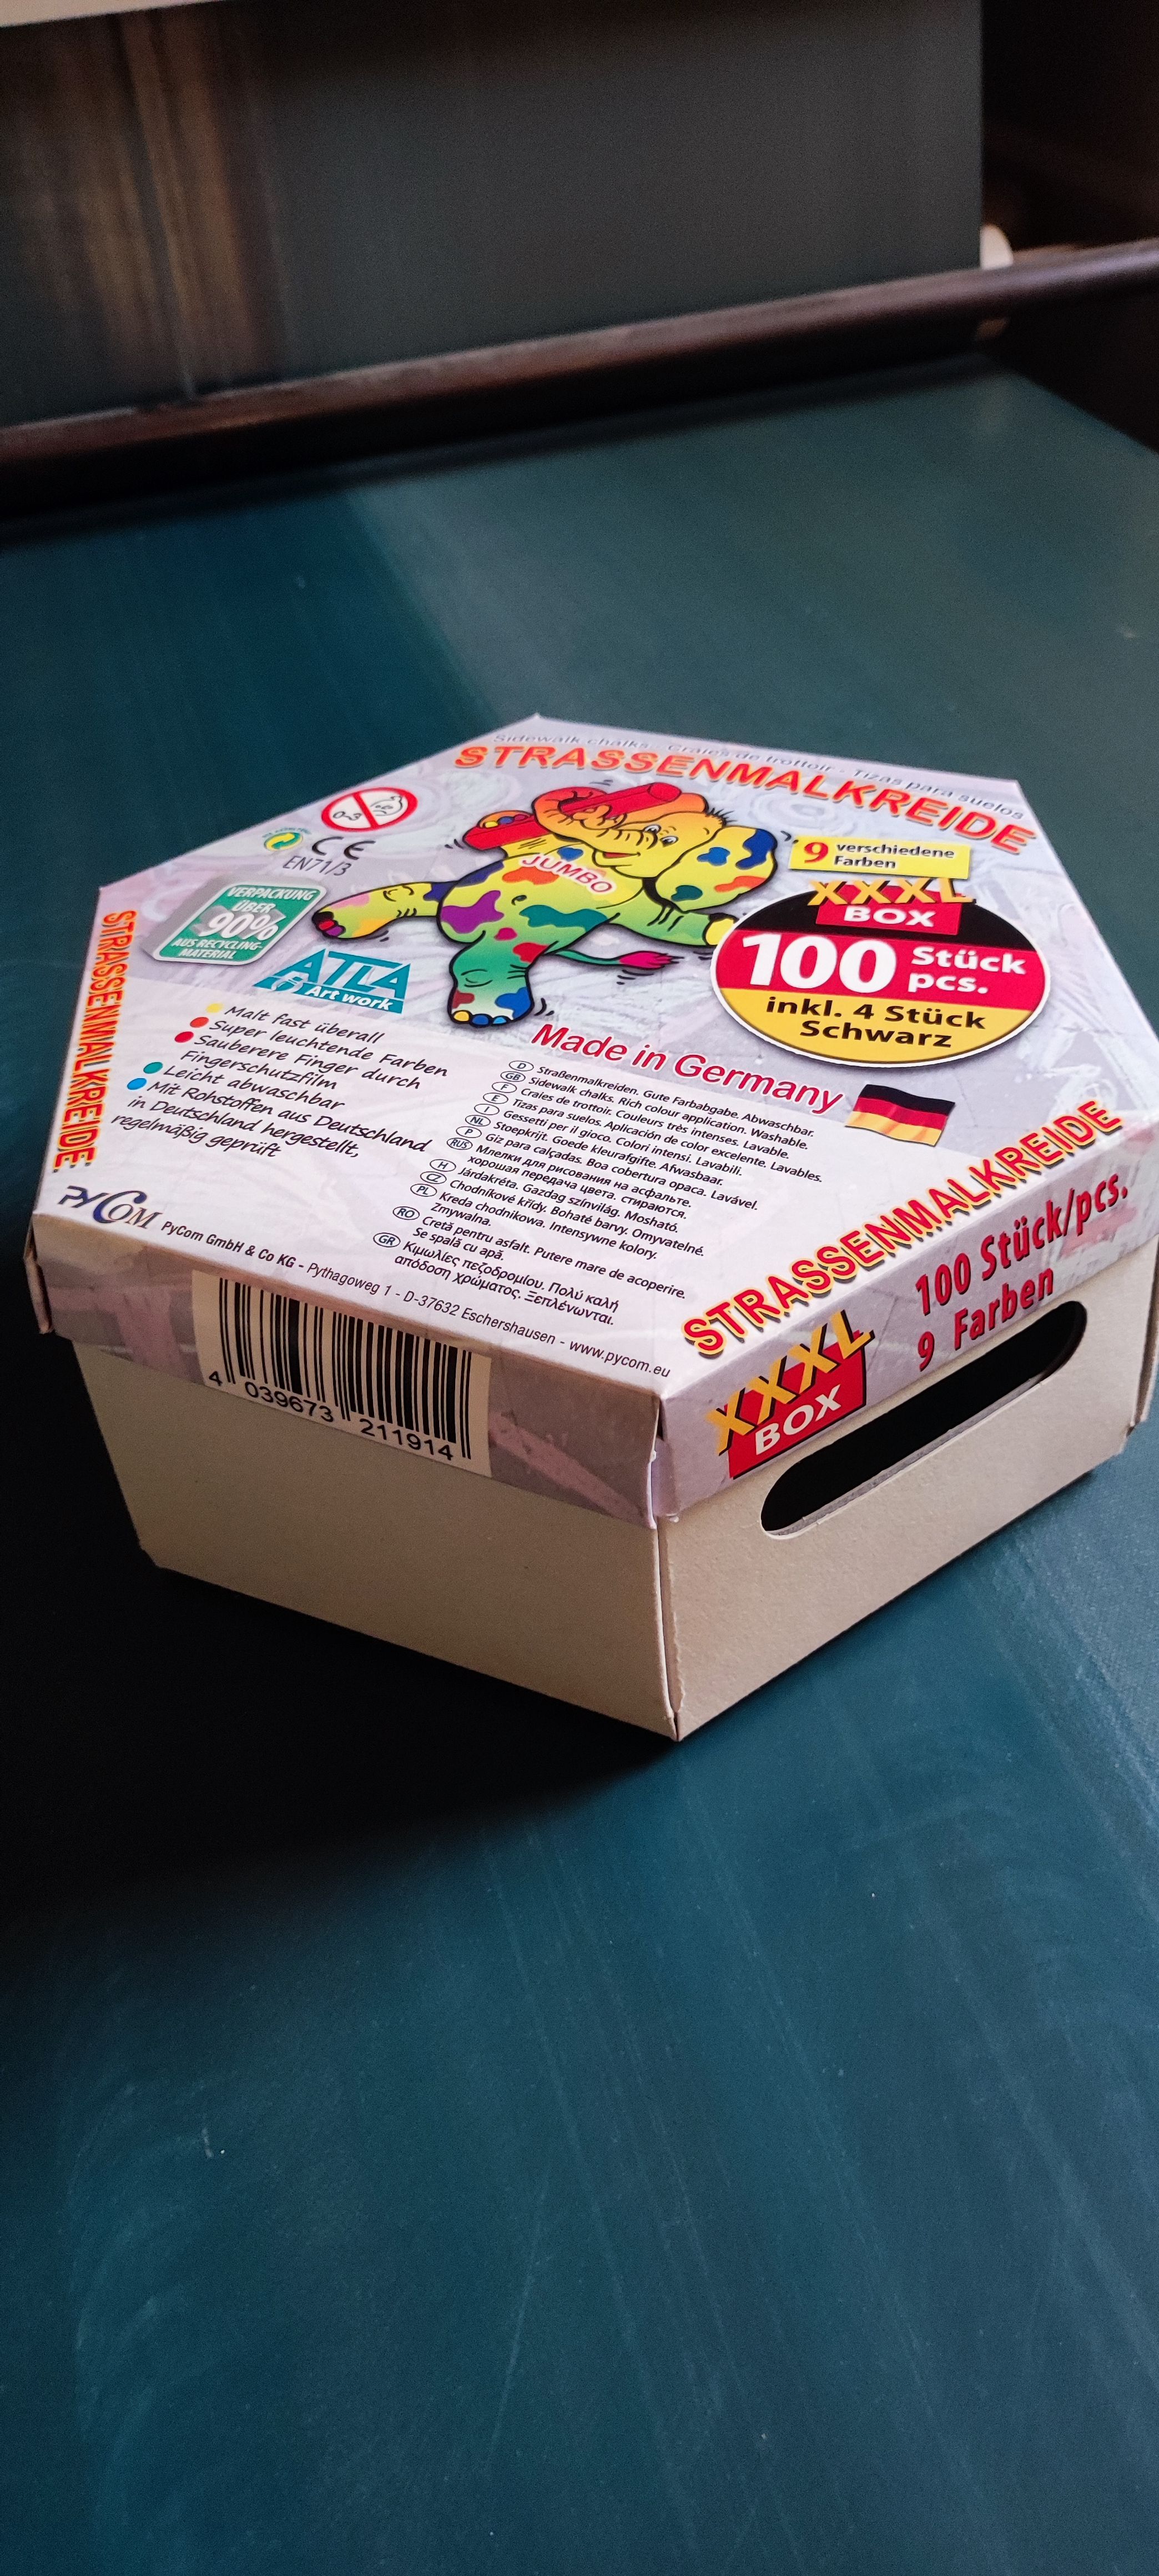 Sidewalk chalks - Craies de trottoir - Tizas para suelos
STRASSENMALKREIDE
0-3
CE
EN71/3
JUMBO
9 verschiedene
Farben
XXXL
BOX
100 Stück
pcs.
inkl. 4 Stück
Schwarz
VERPACKUNG
ÜBER
90%
AUS RECYCLING-
MATERIAL
ATLA
Art work
Made in Germany
Malt fast überall
Super leuchtende Farben
Sauberere Finger durch
Fingerschutzfilm
Leicht abwaschbar
Mit Rohstoffen aus Deutschland
in Deutschland hergestellt,
regelmäßig geprüft
D Straßenmalkreiden. Gute Farbabgabe. Abwaschbar.
GB Sidewalk chalks. Rich colour application. Washable.
F Craies de trottoir. Couleurs très intenses. Lavable.
E Tizas para suelos. Aplicación de color excelente. Lavables.
I Gessetti per il gioco. Colori intensi. Lavabili.
NL Stoepkrijt. Goede kleurafgifte. Afwasbaar.
P Giz para calçadas. Boa cobertura opaca. Lavável.
RUS Мпелки для рисования на асфальте.
хорошая передача цвета. стираются.
H Járdakréta. Gazdag színvilág. Mosható.
CZ Chodníkové křídy. Bohaté barvy. Omyvatelné.
PL Kreda chodnikowa. Intensywne kolory.
Zmywalna.
RO Cretă pentru asfalt. Putere mare de acoperire.
Se spală cu apă.
GR Κιμωλίες πεζοδρομίου. Πολύ καλή
απόδοση χρώματος. Ξεπλένωνται.
PYCOM PyCom GmbH & Co KG - Pythagoweg 1 - D-37632 Eschershausen - www.pycom.eu
STRASSENMALKREIDE
STRASSENMALKREIDE
XXXL
BOX
100 Stück/pcs.
9 Farben
4 039673 211914